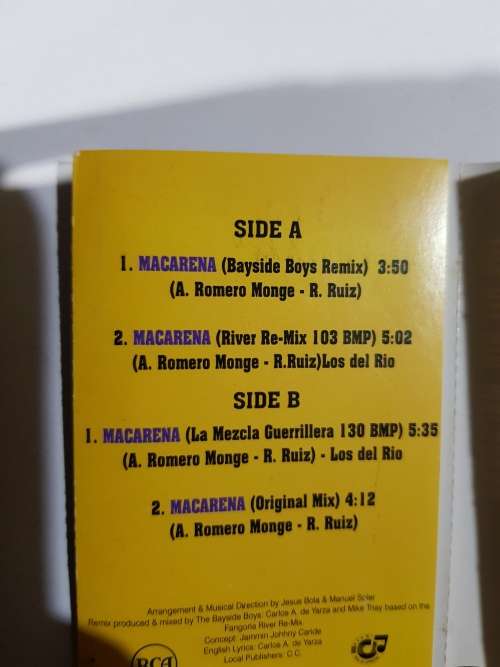 SIDE A
1. MACARENA (Bayside Boys Remix) 3:50
(A. Romero Monge - R. Ruiz)
2. MACARENA (River Re-Mix 103 BMP) 5:02
(A. Romero Monge - R.Ruiz)Los del Rio
SIDE B
1. MACARENA (La Mezcla Guerrillera 130 BMP) 5:35
(A. Romero Monge - R. Ruiz) - Los del Rio
2. MACARENA (Original Mix) 4:12
(A. Romero Monge - R. Ruiz)
Arrangement & Musical Direction by Jesus Bola & Manuel Soler
Remix produced & mixed by The Bayside Boys: Carlos A. de Yarza and Mike Triay based on the
Fangoria River Re-Mix
Concept: Jammin Johnny Caride
English Lyrics: Carlos A. de Yarza
Local Publishers: C.C.
RCA